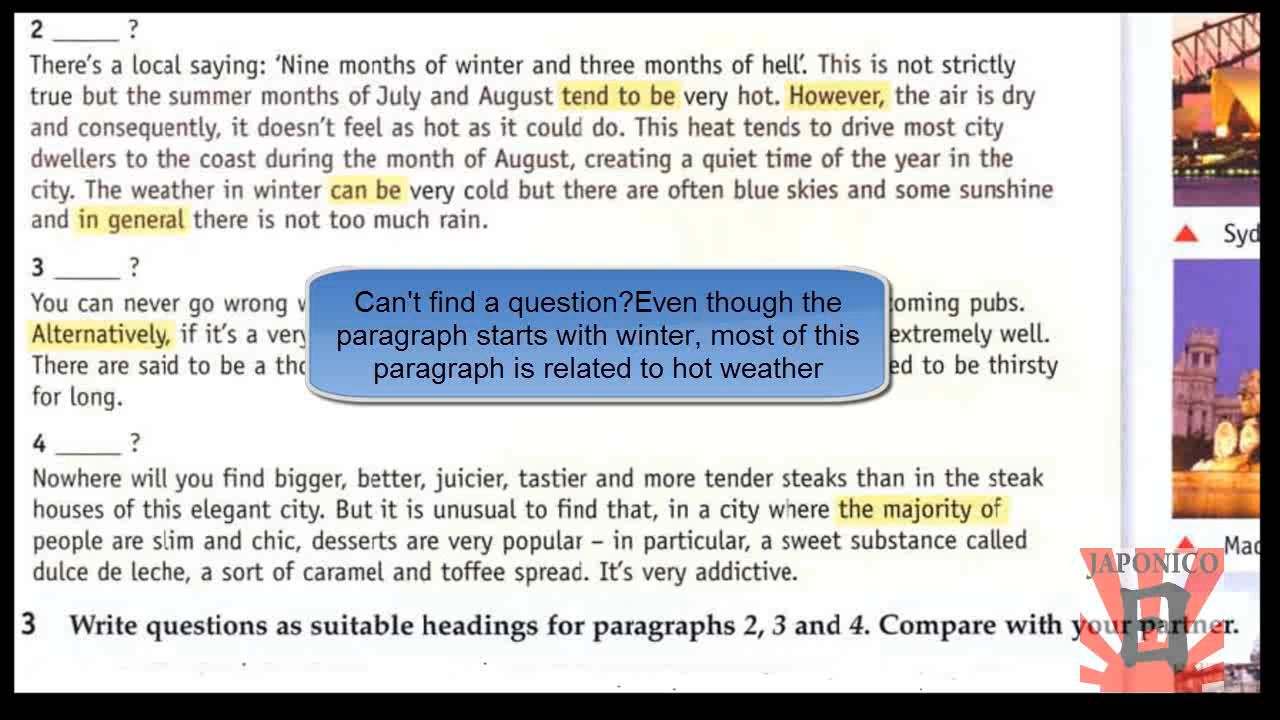 2 _____ ?
There's a local saying: 'Nine months of winter and three months of hell'. This is not strictly
true but the summer months of July and August tend to be very hot. However, the air is dry
and consequently, it doesn't feel as hot as it could do. This heat tends to drive most city
dwellers to the coast during the month of August, creating a quiet time of the year in the
city. The weather in winter can be very cold but there are often blue skies and some sunshine
and in general there is not too much rain.
3 _____ ?
You can never go wrong
Alternatively, if it's a
There are said to be a
for long.
Can't find a question?Even though the
paragraph starts with winter, most of this
paragraph is related to hot weather
pubs.
extremely well.
to be thirsty
4 _____ ?
Nowhere will you find bigger, better, juicier, tastier and more tender steaks than in the steak
houses of this elegant city. But it is unusual to find that, in a city where the majority of
people are slim and chic, desserts are very popular – in particular, a sweet substance called
dulce de leche, a sort of caramel and toffee spread. It's very addictive.
3 Write questions as suitable headings for paragraphs 2, 3 and 4. Compare with your partner.
JAPONICO
日